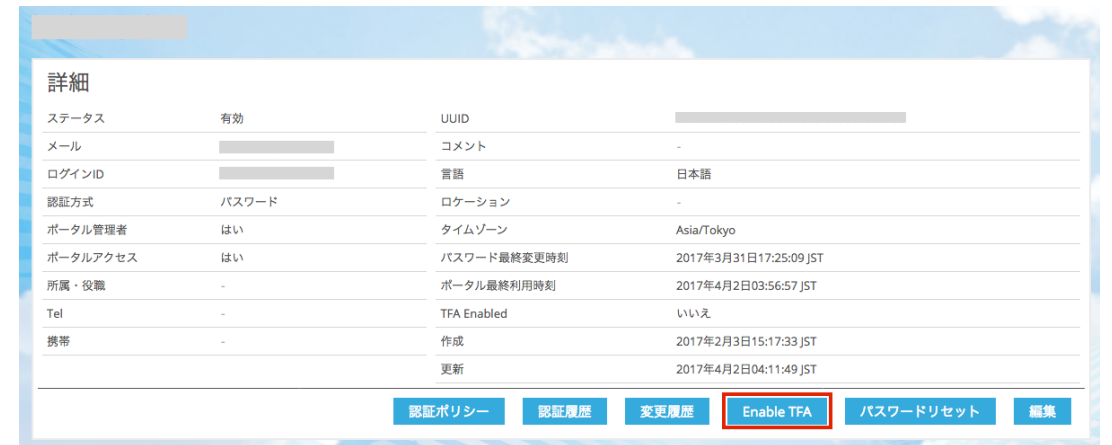 詳細
ステータス 有効 UUID
メール コメント -
ログインID 言語 日本語
認証方式 パスワード ロケーション -
ポータル管理者 はい タイムゾーン Asia/Tokyo
ポータルアクセス はい パスワード最終変更時刻 2017年3月31日17:25:09 JST
所属・役職 - ポータル最終利用時刻 2017年4月2日03:56:57 JST
Tel - TFA Enabled いいえ
携帯 - 作成 2017年2月3日15:17:33 JST
更新 2017年4月2日04:11:49 JST
認証ポリシー 認証履歴 変更履歴 Enable TFA パスワードリセット 編集